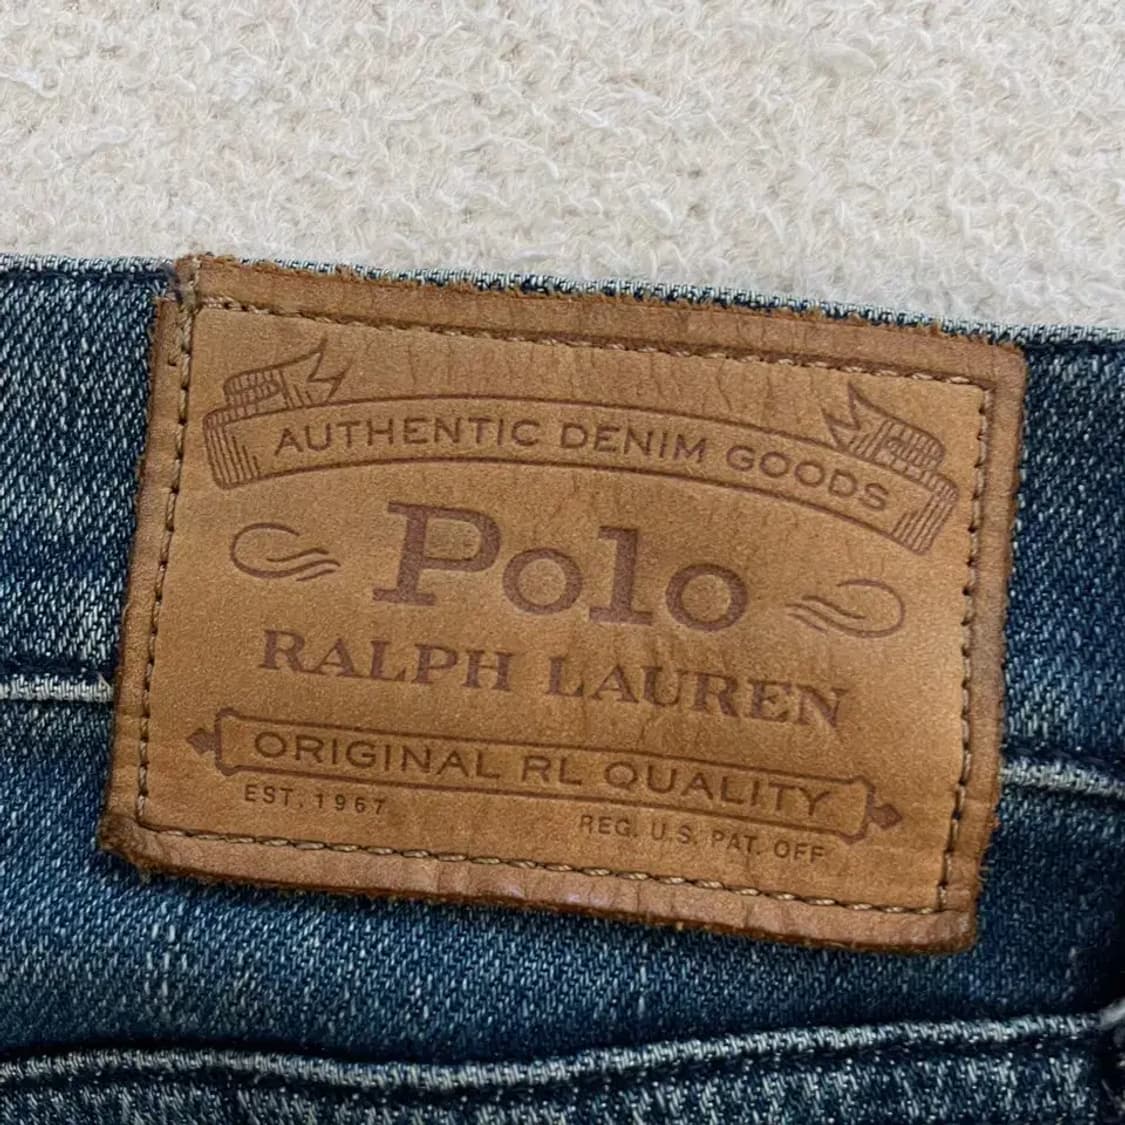 AUTHENTIC DENIM GOODS
Polo
RALPH LAUREN
ORIGINAL RL QUALITY
EST. 1967
REG. U.S. PAT. OFF